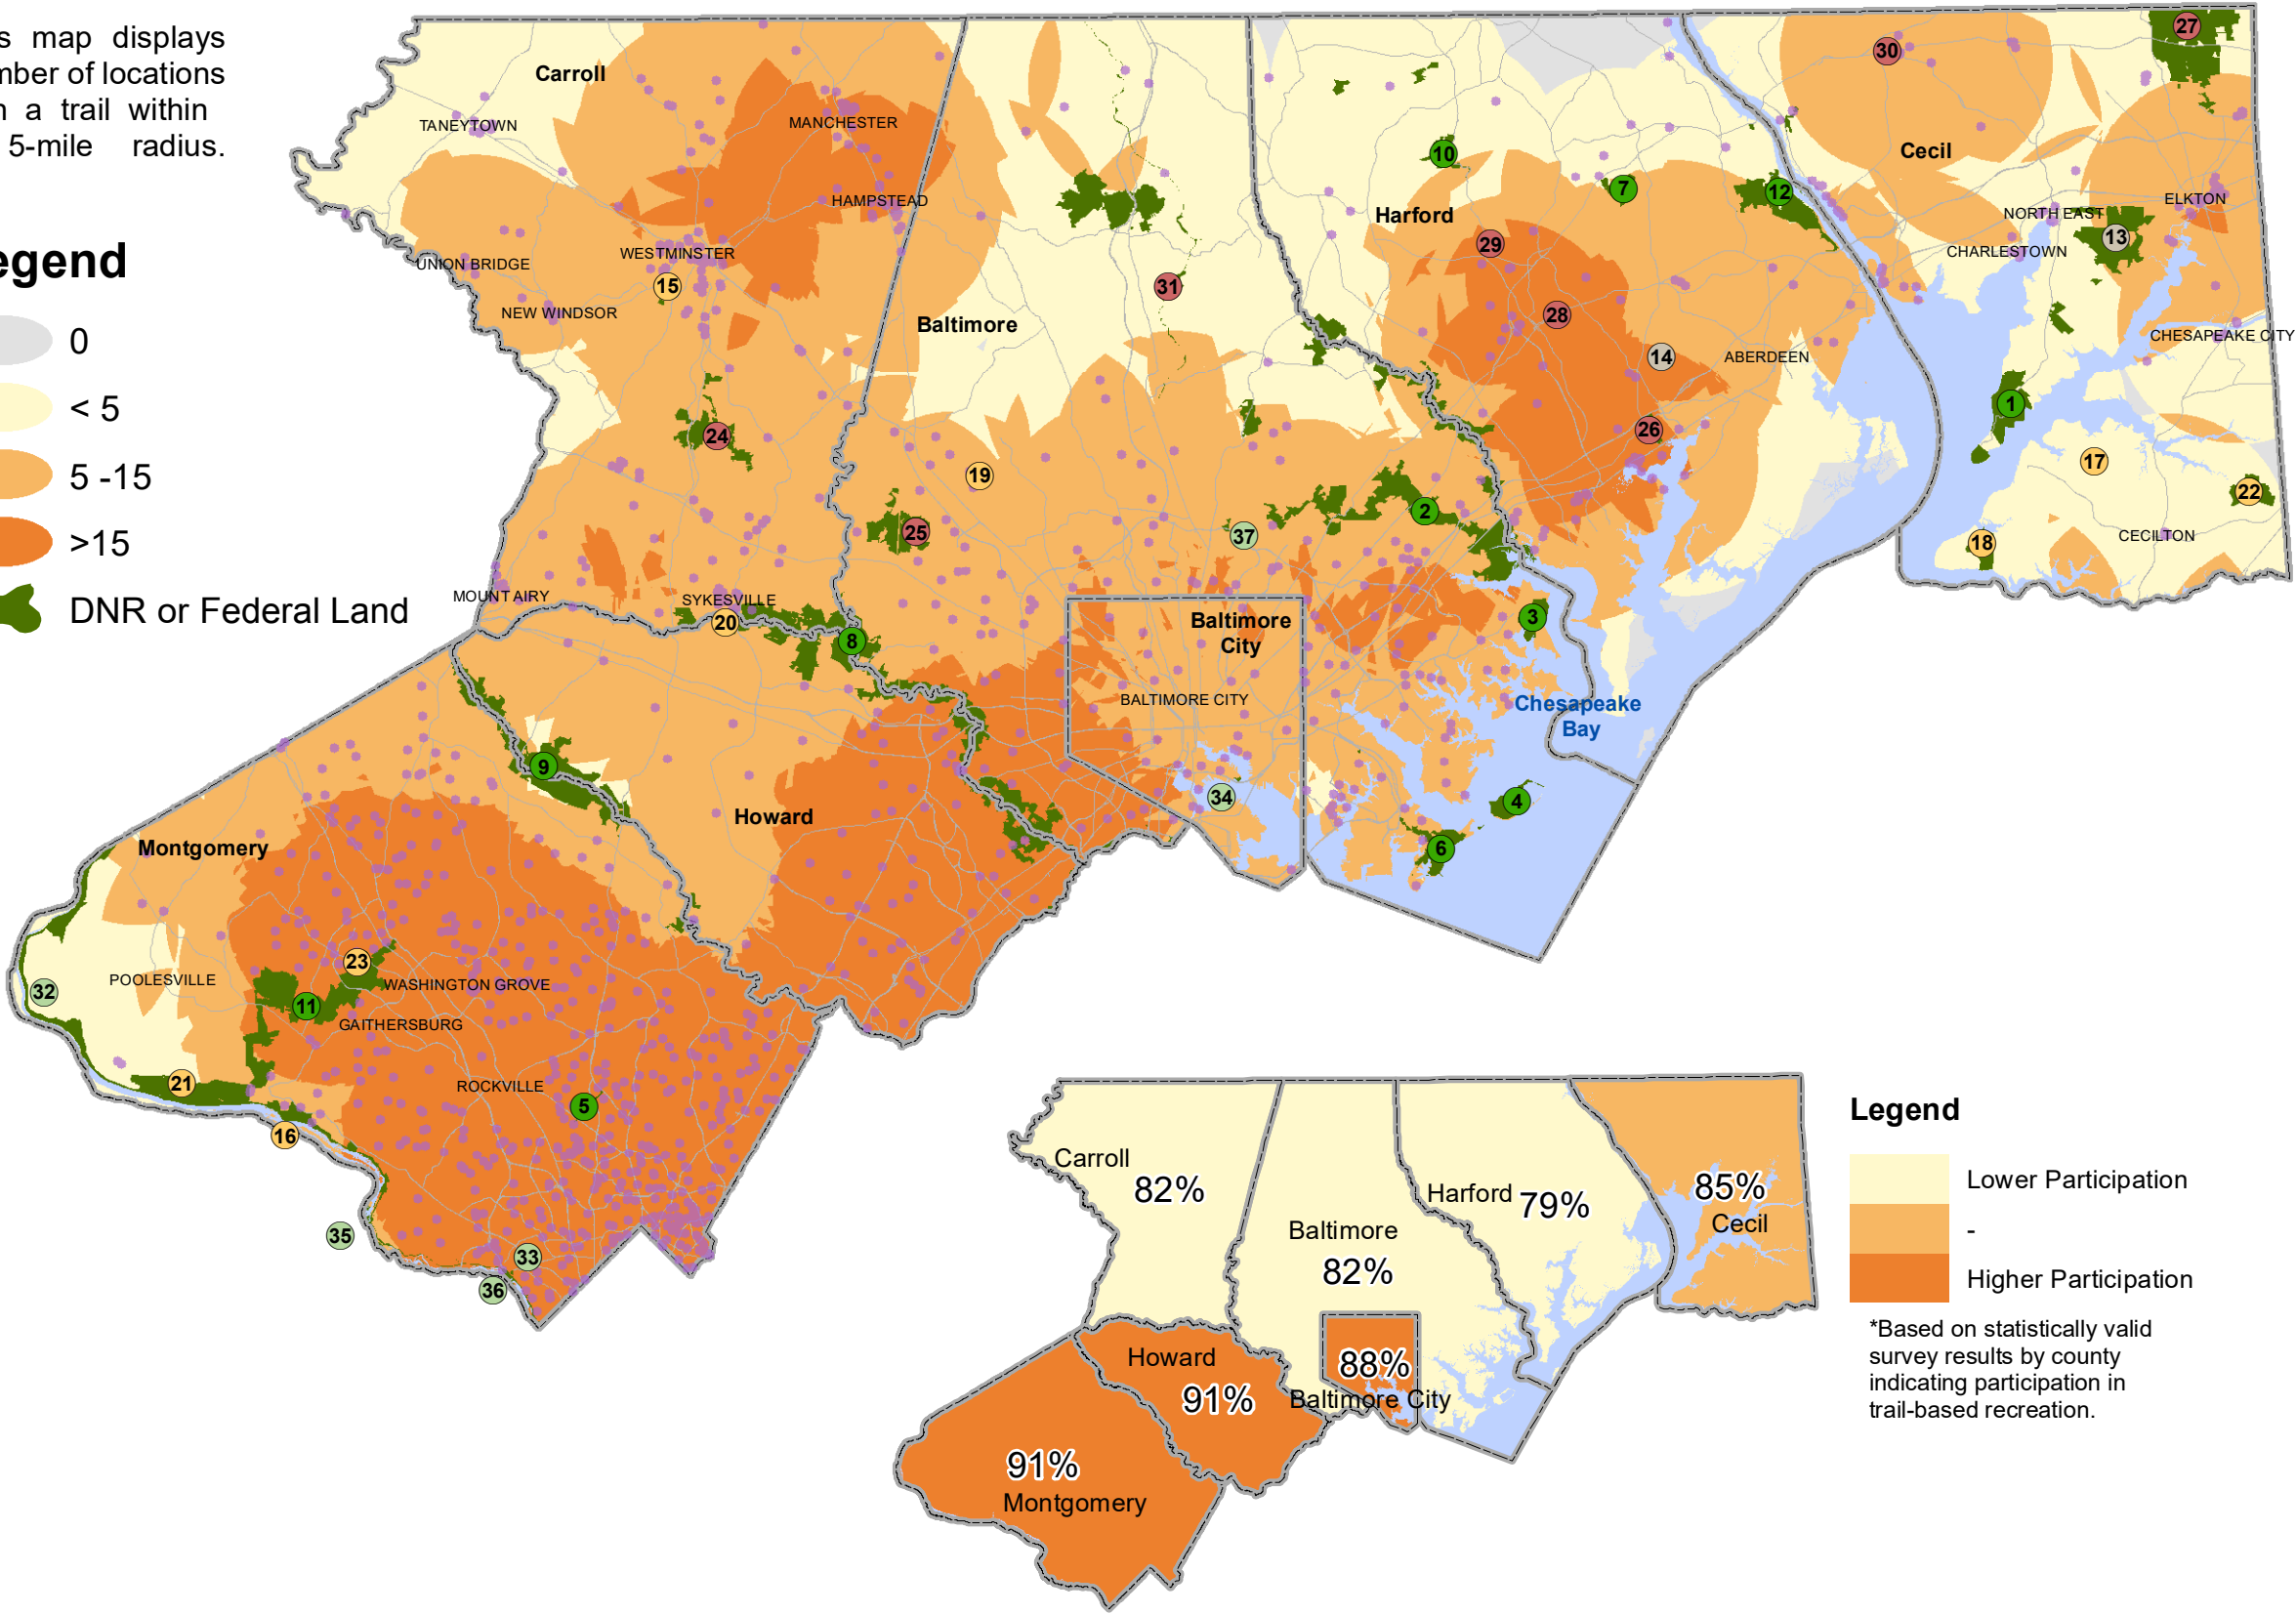 map displays
of locations
a trail within
5-mile radius.
0
< 5
5 -15
>15
DNR or Federal Land
Carroll
TANEYTOWN
MANCHESTER
HAMPSTEAD
UNION BRIDGE
WESTMINSTER
15
NEW WINDSOR
24
MOUNT AIRY
SYKESVILLE
20
8
Baltimore
31
19
25
37
2
3
4
6
Baltimore
City
BALTIMORE CITY
34
Chesapeake
Bay
Harford
10
7
12
29
28
14
26
ABERDEEN
Cecil
30
27
NORTH EAST
ELKTON
13
CHARLESTOWN
CHESAPEAKE CITY
1
17
22
18
CECILTON
Howard
9
Montgomery
32
POOLESVILLE
23
WASHINGTON GROVE
11
GAITHERSBURG
21
ROCKVILLE
5
16
35
33
36
Carroll
82%
Baltimore
82%
Harford
79%
85%
Cecil
Howard
91%
88%
Baltimore City
91%
Montgomery
Legend
Lower Participation
-
Higher Participation
*Based on statistically valid
survey results by county
indicating participation in
trail-based recreation.